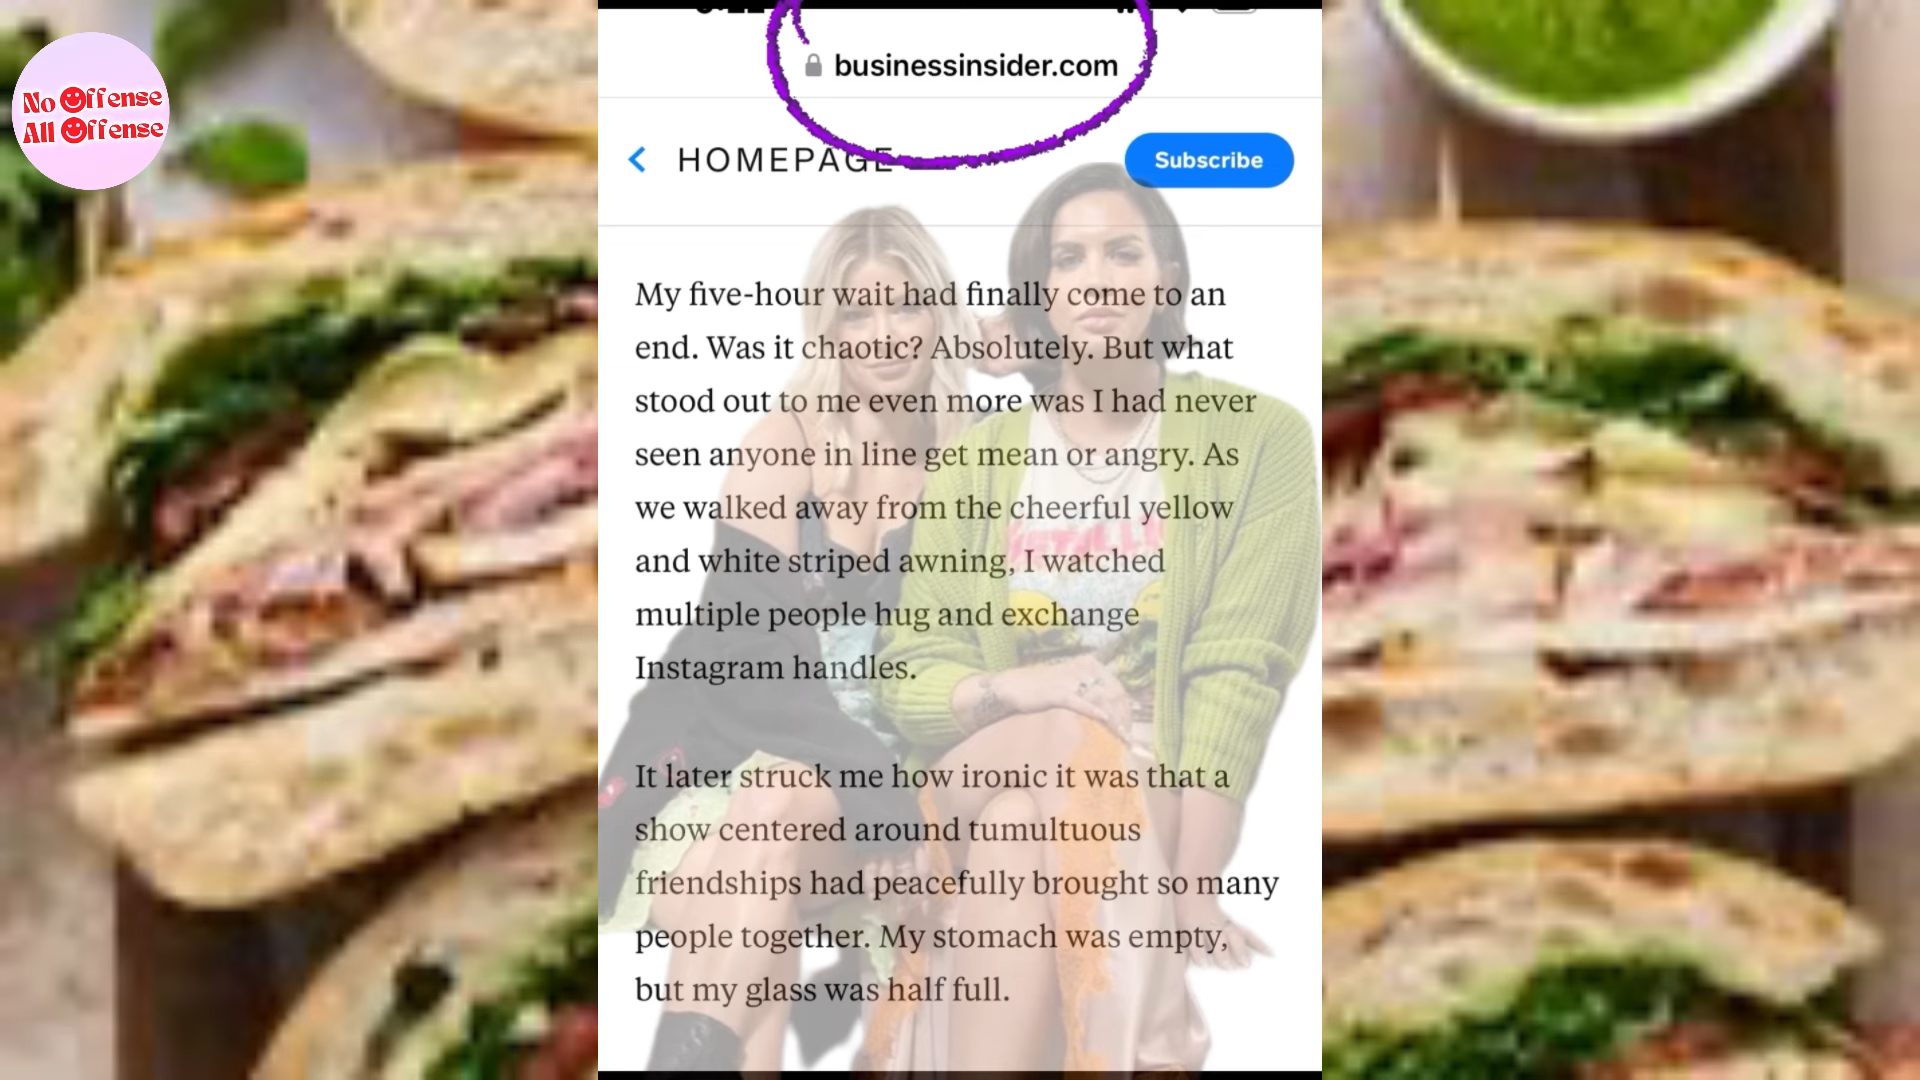 No Offense
All Offense
businessinsider.com
HOMEPAGE
Subscribe
My five-hour wait had finally come to an
end. Was it chaotic? Absolutely. But what
stood out to me even more was I had never
seen anyone in line get mean or angry. As
we walked away from the cheerful yellow
and white striped awning, I watched
multiple people hug and exchange
Instagram handles.
It later struck me how ironic it was that a
show centered around tumultuous
friendships had peacefully brought so many
people together. My stomach was empty,
but my glass was half full.